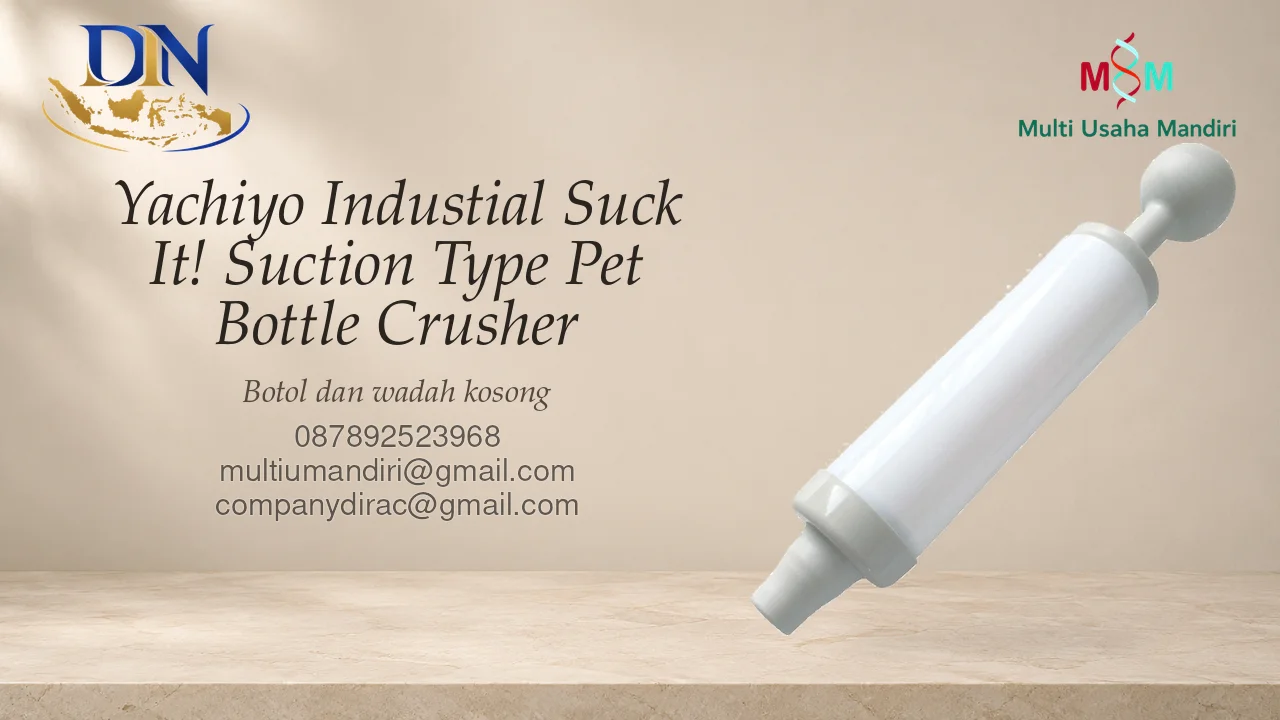 DN
M M
Multi Usaha Mandiri
Yachiyo Industial Suck
It! Suction Type Pet
Bottle Crusher
Botol dan wadah kosong
087892523968
multiumandiri@gmail.com
companydirac@gmail.com